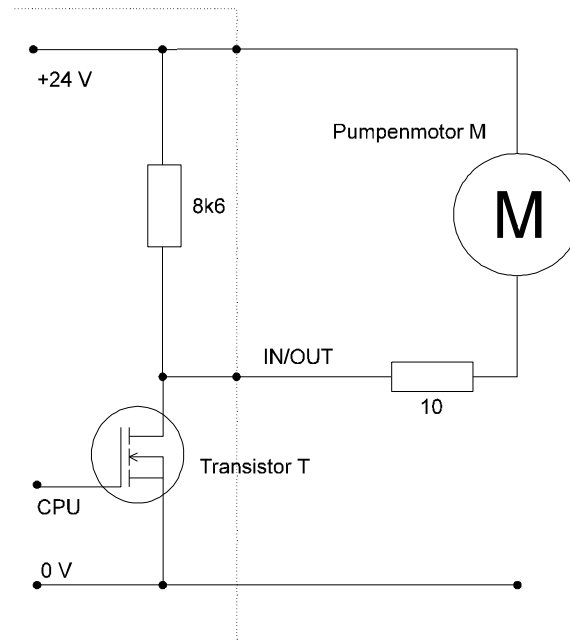 +24 V
Pumpenmotor M
M
8k6
IN/OUT
10
Transistor T
CPU
0 V